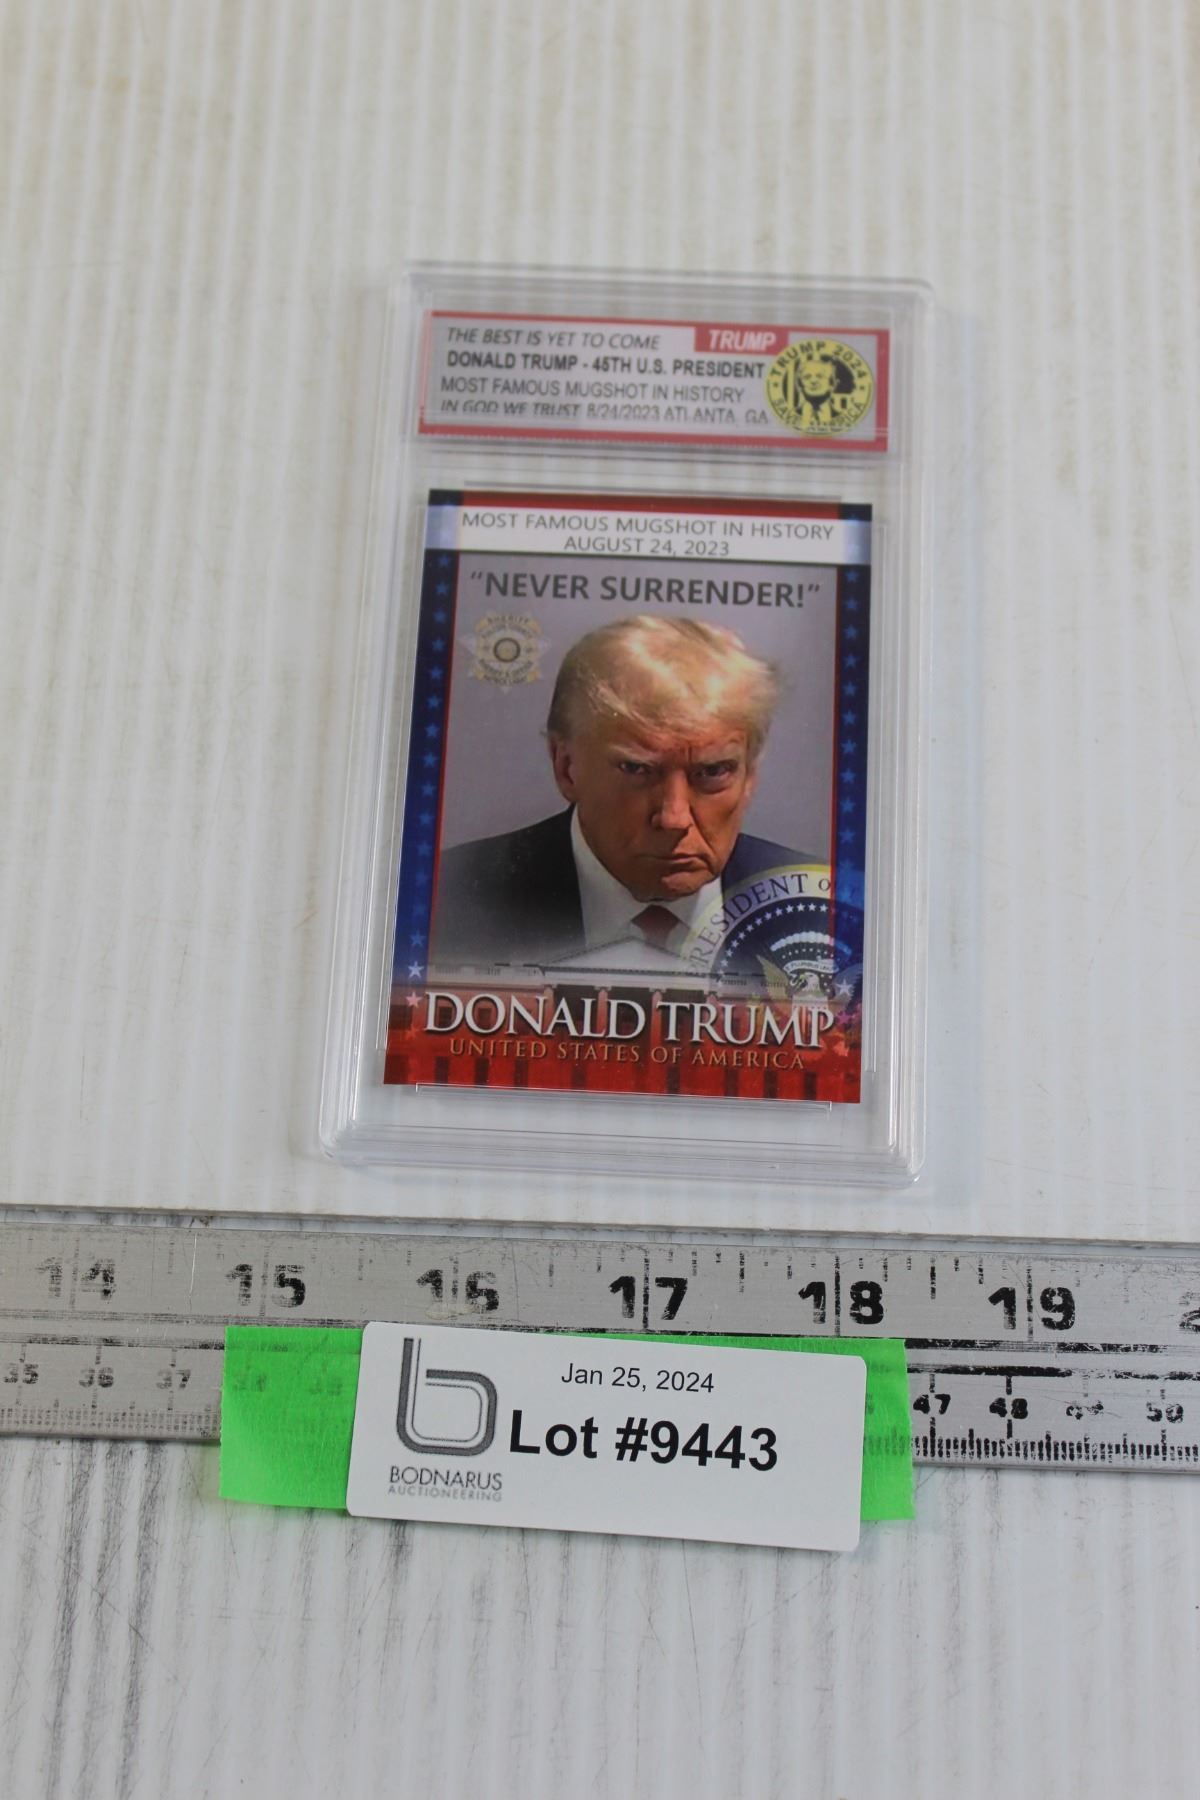 THE BEST IS YET TO COME
TRUMP
DONALD TRUMP - 45TH U.S. PRESIDENT
MOST FAMOUS MUGSHOT IN HISTORY
IN GOD WE TRUST 8/24/2023 ATLANTA, GA
TRUMP 2024
SAVE AMERICA
MOST FAMOUS MUGSHOT IN HISTORY
AUGUST 24, 2023
"NEVER SURRENDER!"
SHERIFF
PRESIDENT OF
DONALD TRUMP
UNITED STATES OF AMERICA
14 15 16 17 18 19
35 36 37 47 48 49 50
Jan 25, 2024
Lot #9443
BODNARUS
AUCTIONEERING